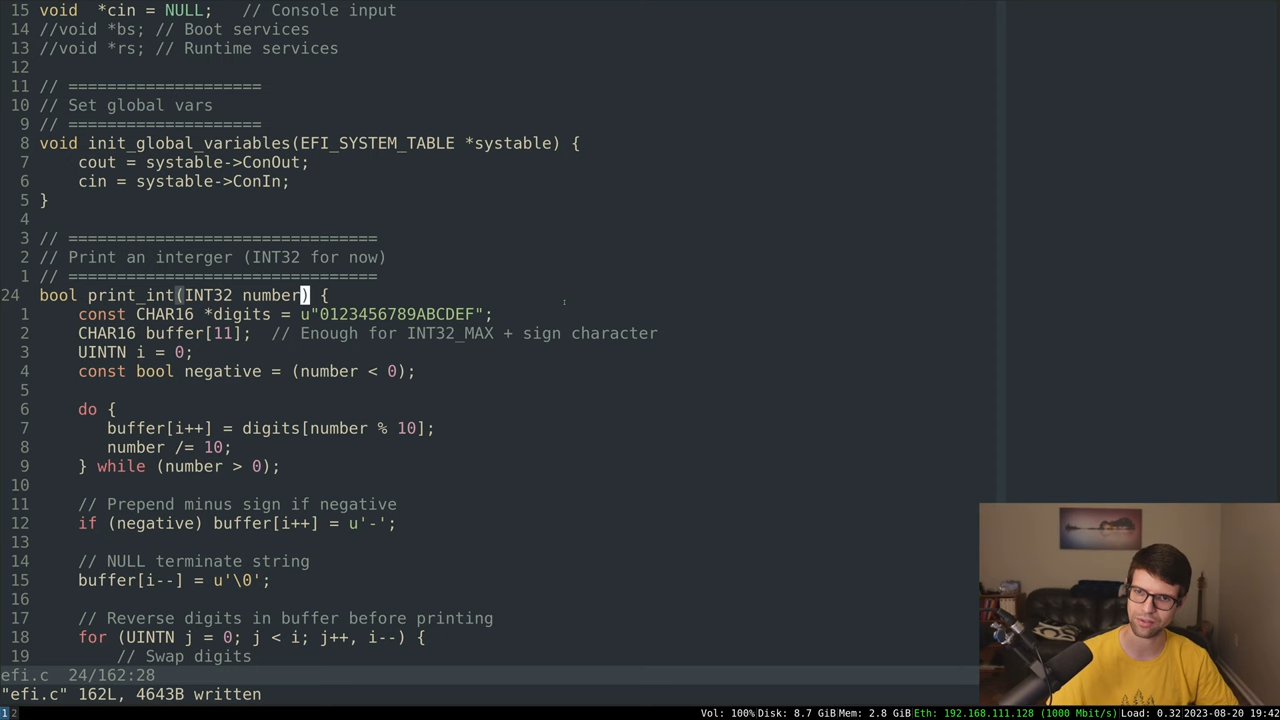 15 void  *cin = NULL;   // Console input
14 //void *bs; // Boot services
13 //void *rs; // Runtime services
12
11 // ====================
10 // Set global vars
9 // ====================
8 void init_global_variables(EFI_SYSTEM_TABLE *systable) {
7     cout = systable->ConOut;
6     cin = systable->ConIn;
5 }
4
3 // ================================
2 // Print an interger (INT32 for now)
1 // ================================
24 bool print_int(INT32 number) {
1     const CHAR16 *digits = u"0123456789ABCDEF";
2     CHAR16 buffer[11];  // Enough for INT32_MAX + sign character
3     UINTN i = 0;
4     const bool negative = (number < 0);
5
6     do {
7        buffer[i++] = digits[number % 10];
8        number /= 10;
9     } while (number > 0);
10
11     // Prepend minus sign if negative
12     if (negative) buffer[i++] = u'-';
13
14     // NULL terminate string
15     buffer[i--] = u'\0';
16
17     // Reverse digits in buffer before printing
18     for (UINTN j = 0; j < i; j++, i--) {
19         // Swap digits
efi.c  24/162:28
"efi.c" 162L, 4643B written
1 2 Vol: 100% Disk: 8.7 GiB Mem: 2.8 GiB Eth: 192.168.111.128 (1000 Mbit/s) Load: 0.32 2023-08-20 19:42